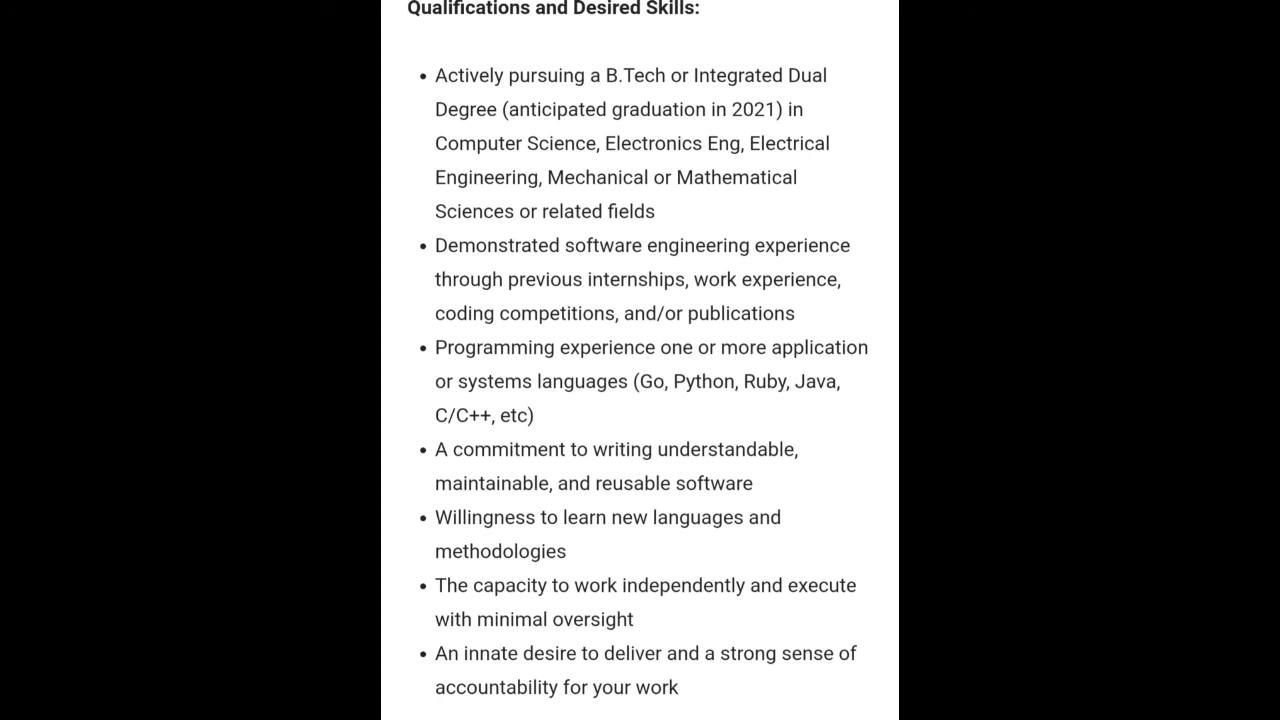 Qualifications and Desired Skills:
• Actively pursuing a B.Tech or Integrated Dual
Degree (anticipated graduation in 2021) in
Computer Science, Electronics Eng, Electrical
Engineering, Mechanical or Mathematical
Sciences or related fields
• Demonstrated software engineering experience
through previous internships, work experience,
coding competitions, and/or publications
• Programming experience one or more application
or systems languages (Go, Python, Ruby, Java,
C/C++, etc)
• A commitment to writing understandable,
maintainable, and reusable software
• Willingness to learn new languages and
methodologies
• The capacity to work independently and execute
with minimal oversight
• An innate desire to deliver and a strong sense of
accountability for your work